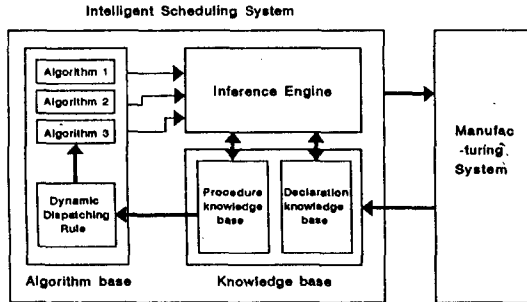 Intelligent Scheduling System
Algorithm 1
Algorithm 2
Algorithm 3
Inference Engine
Manufac
-turing
System
Dynamic
Dispatching
Rule
Procedure
knowledge
base
Declaration
knowledge
base
Algorithm base
Knowledge base